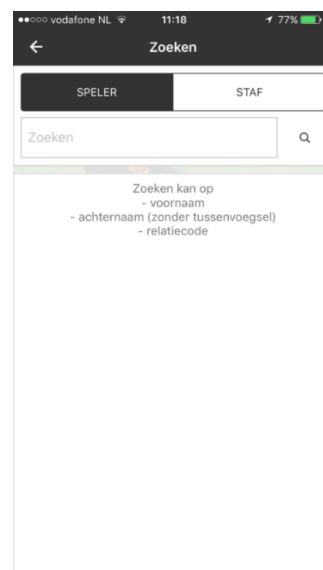 vodafone NL 11:18 77%
Zoeken
SPELER STAF
Zoeken
Zoeken kan op
- voornaam
- achternaam (zonder tussenvoegsel)
- relatiecode